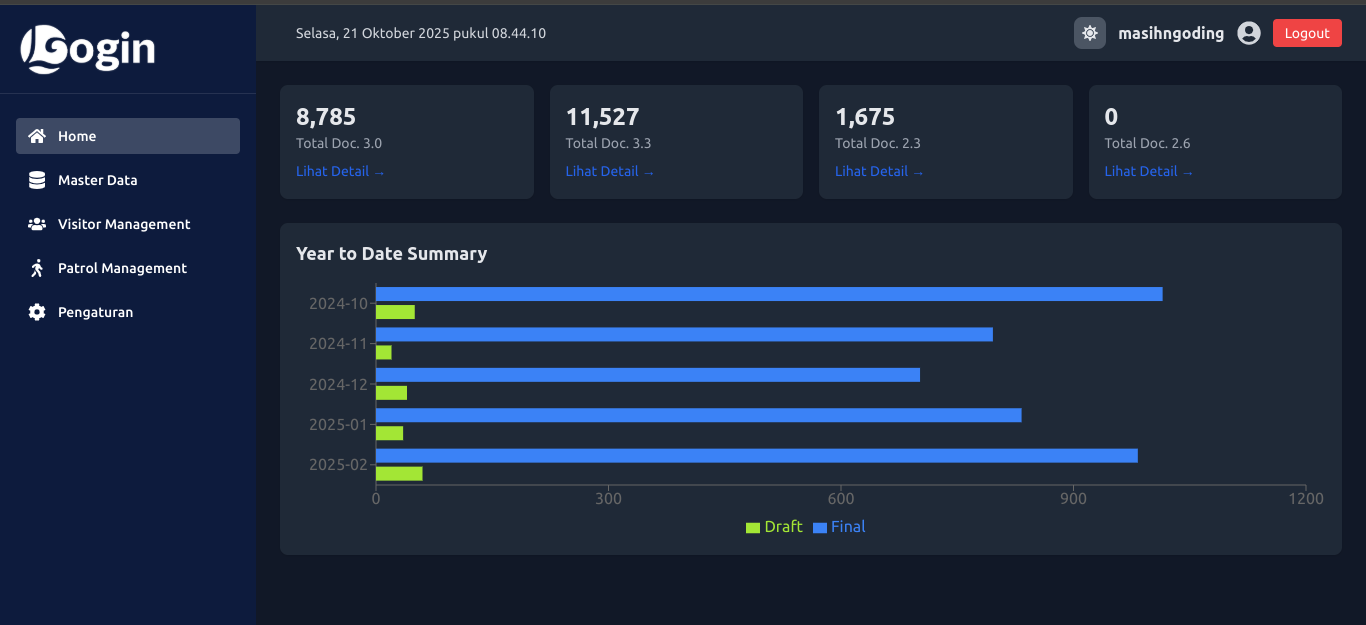 Login
Selasa, 21 Oktober 2025 pukul 08.44.10
masihngoding
Logout
Home
Master Data
Visitor Management
Patrol Management
Pengaturan
8,785
Total Doc. 3.0
Lihat Detail →
11,527
Total Doc. 3.3
Lihat Detail →
1,675
Total Doc. 2.3
Lihat Detail →
0
Total Doc. 2.6
Lihat Detail →
Year to Date Summary
2024-10
2024-11
2024-12
2025-01
2025-02
0 300 600 900 1200
Draft Final